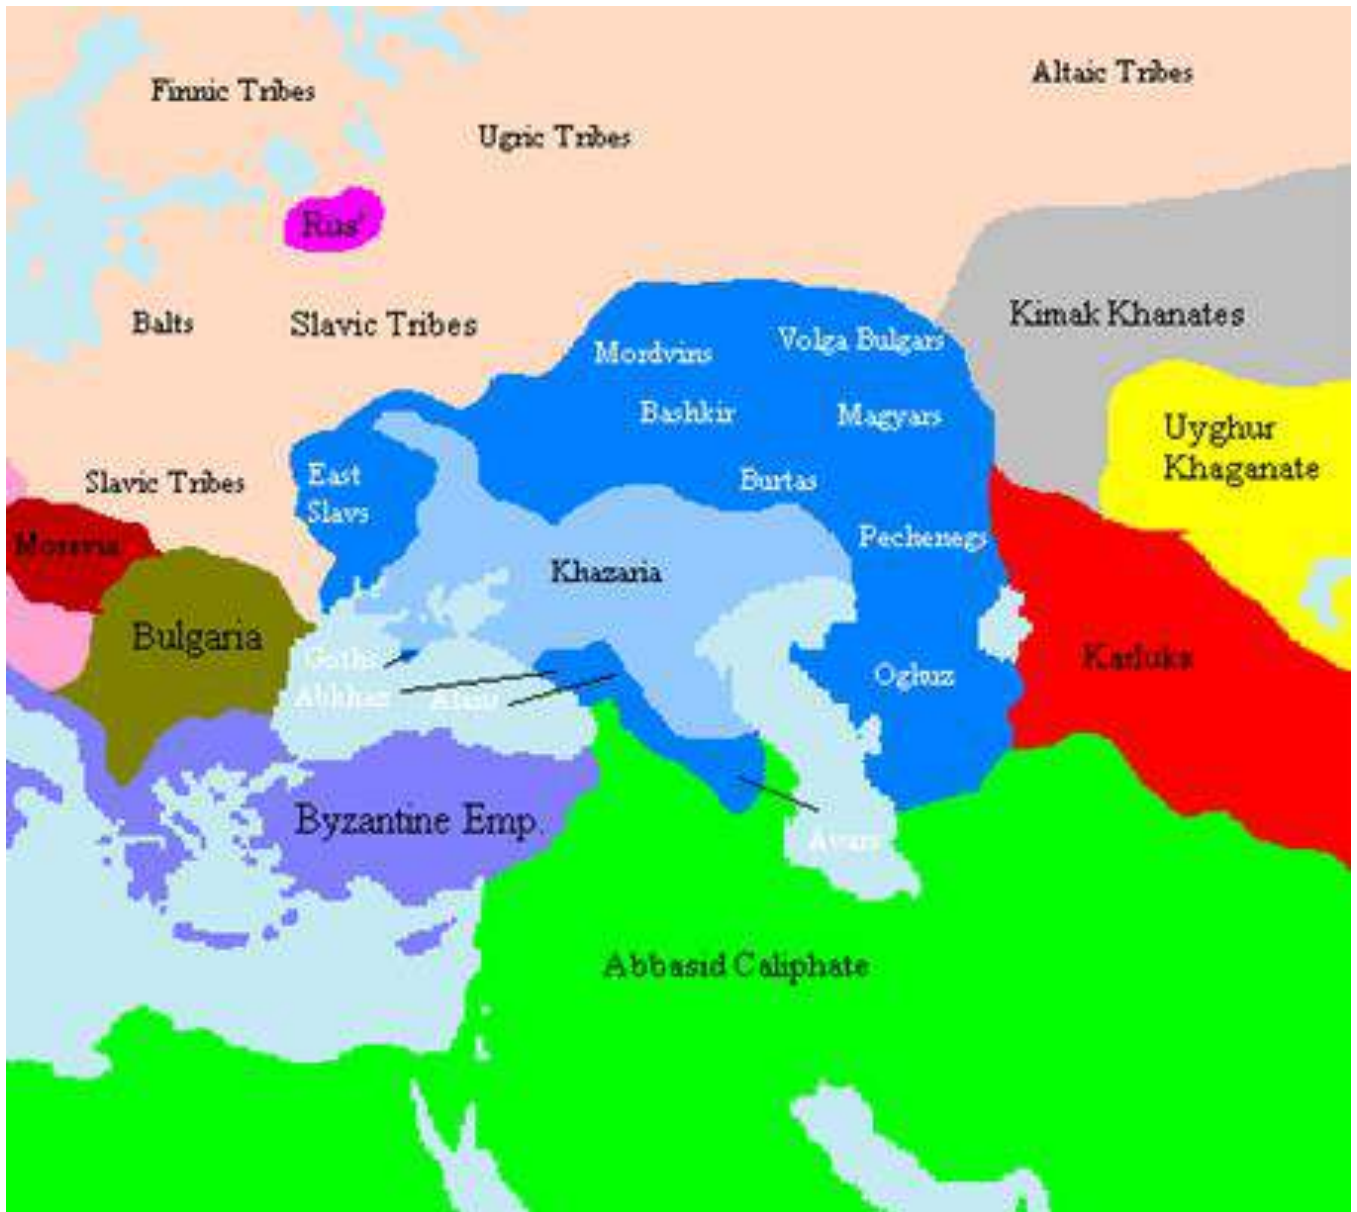 Altaic Tribes
Finnic Tribes
Ugric Tribes
Rus'
Kimak Khanates
Balts
Slavic Tribes
Volga Bulgars
Mordvins
Bashkir
Magyars
Uyghur
Khaganate
Slavic Tribes
East
Slavs
Burtas
Moravia
Pechenegs
Khazaria
Bulgaria
Goths
Karluks
Oghuz
Abkhaz
Alans
Byzantine Emp.
Avars
Abbasid Caliphate